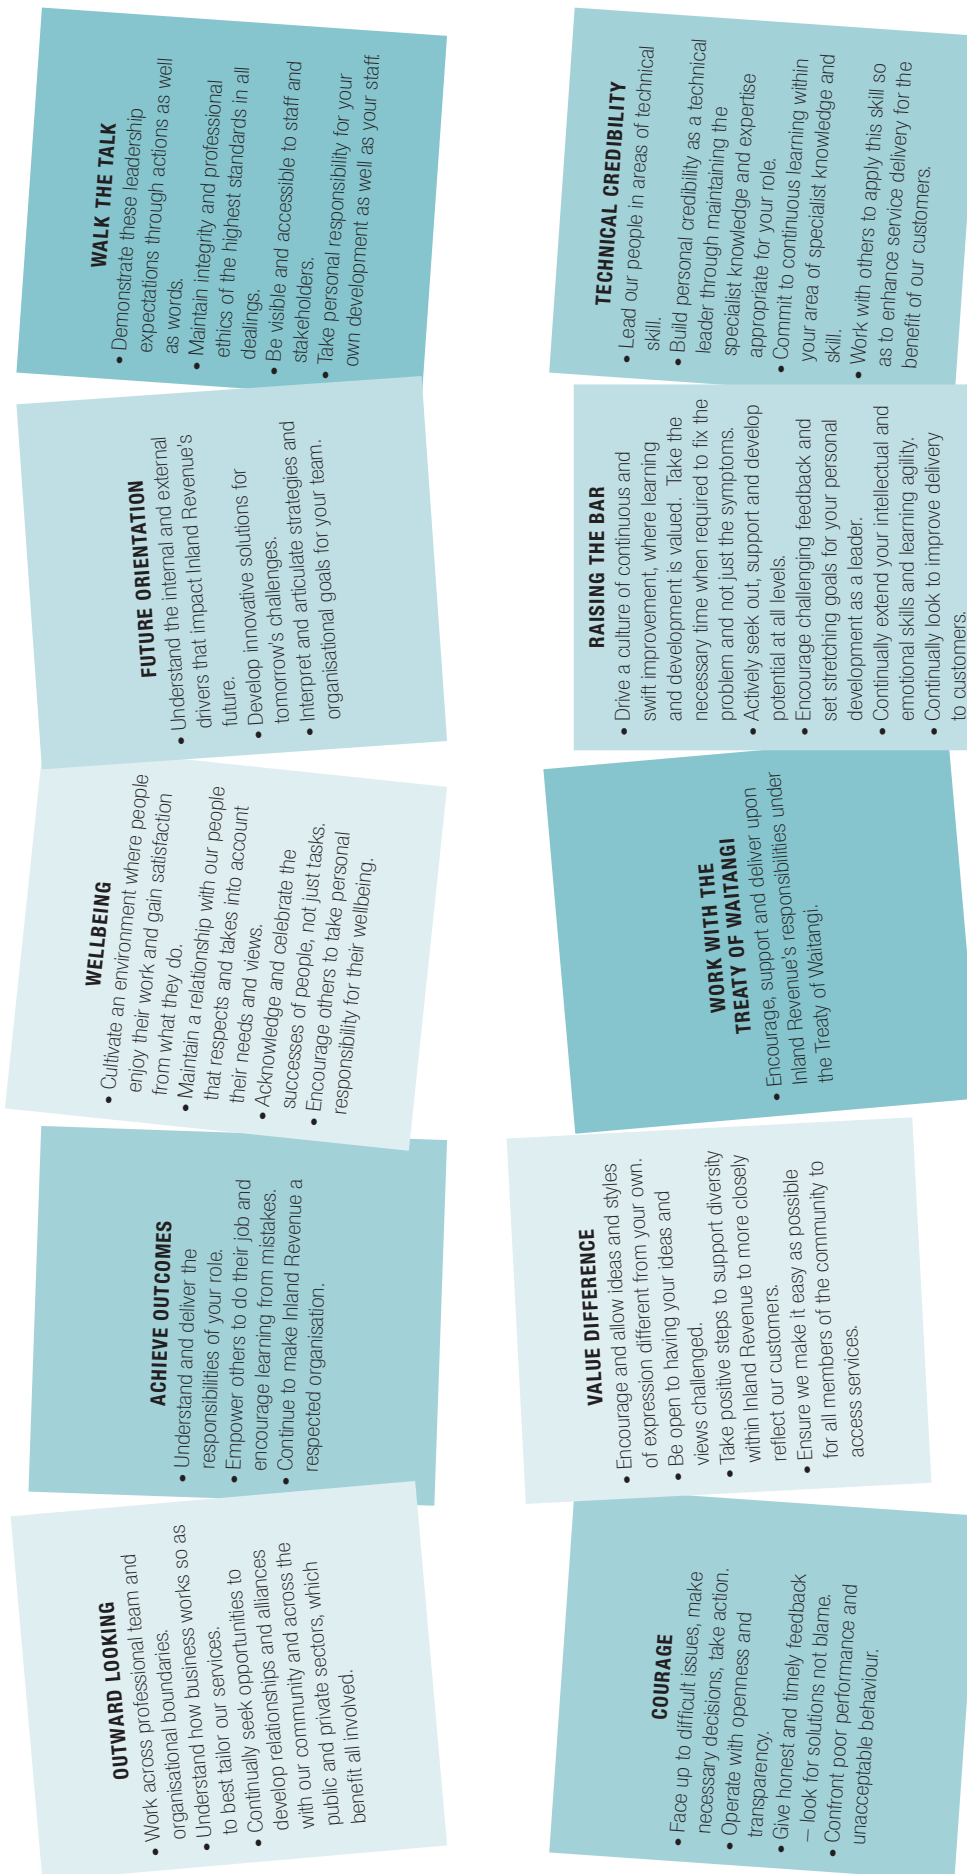 OUTWARD LOOKING
• Work across professional team and
organisational boundaries.
• Understand how business works so as
to best tailor our services.
• Continually seek opportunities to
develop relationships and alliances
with our community and across the
public and private sectors, which
benefit all involved.
ACHIEVE OUTCOMES
• Understand and deliver the
responsibilities of your role.
• Empower others to do their job and
encourage learning from mistakes.
• Continue to make Inland Revenue a
respected organisation.
WELLBEING
• Cultivate an environment where people
enjoy their work and gain satisfaction
from what they do.
• Maintain a relationship with our people
that respects and takes into account
their needs and views.
• Acknowledge and celebrate the
successes of people, not just tasks.
• Encourage others to take personal
responsibility for their wellbeing.
FUTURE ORIENTATION
• Understand the internal and external
drivers that impact Inland Revenue's
future.
• Develop innovative solutions for
tomorrow's challenges.
• Interpret and articulate strategies and
organisational goals for your team.
WALK THE TALK
• Demonstrate these leadership
expectations through actions as well
as words.
• Maintain integrity and professional
ethics of the highest standards in all
dealings.
• Be visible and accessible to staff and
stakeholders.
• Take personal responsibility for your
own development as well as your staff.
COURAGE
• Face up to difficult issues, make
necessary decisions, take action.
• Operate with openness and
transparency.
• Give honest and timely feedback
– look for solutions not blame.
• Confront poor performance and
unacceptable behaviour.
VALUE DIFFERENCE
• Encourage and allow ideas and styles
of expression different from your own.
• Be open to having your ideas and
views challenged.
• Take positive steps to support diversity
within Inland Revenue to more closely
reflect our customers.
• Ensure we make it easy as possible
for all members of the community to
access services.
WORK WITH THE
TREATY OF WAITANGI
• Encourage, support and deliver upon
Inland Revenue's responsibilities under
the Treaty of Waitangi.
RAISING THE BAR
• Drive a culture of continuous and
swift improvement, where learning
and development is valued. Take the
necessary time when required to fix the
problem and not just the symptoms.
• Actively seek out, support and develop
potential at all levels.
• Encourage challenging feedback and
set stretching goals for your personal
development as a leader.
• Continually extend your intellectual and
emotional skills and learning agility.
• Continually look to improve delivery
to customers.
TECHNICAL CREDIBILITY
• Lead our people in areas of technical
skill.
• Build personal credibility as a technical
leader through maintaining the
specialist knowledge and expertise
appropriate for your role.
• Commit to continuous learning within
your area of specialist knowledge and
skill.
• Work with others to apply this skill so
as to enhance service delivery for the
benefit of our customers.